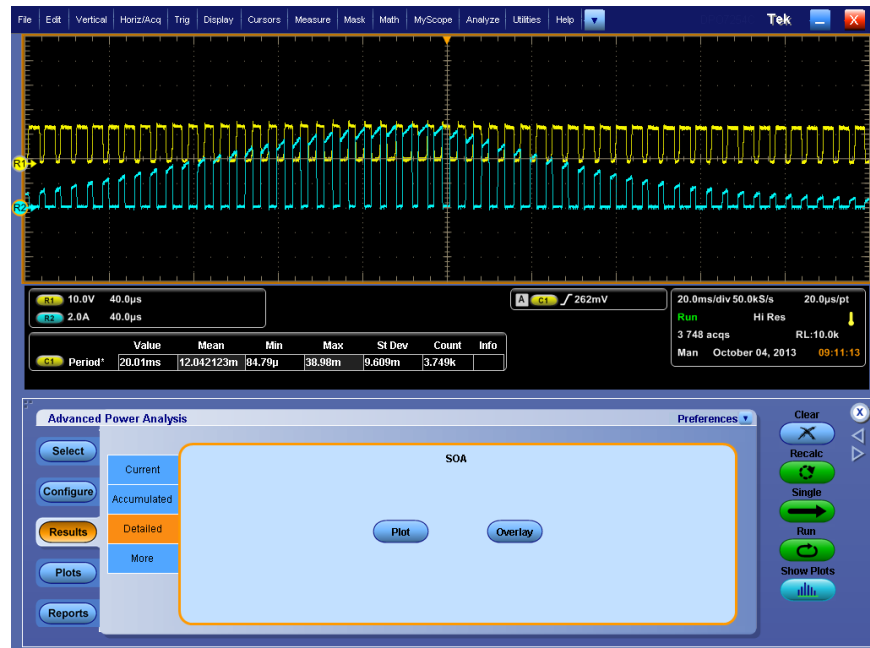 File Edit Vertical Horiz/Acq Trig Display Cursors Measure Mask Math MyScope Analyze Utilities Help Tek X
R1
R2
R1 10.0V 40.0µs
R2 2.0A 40.0µs
A C1 262mV
20.0ms/div 50.0kS/s 20.0µs/pt
Run Hi Res
3 748 acqs RL:10.0k
Man October 04, 2013 09:11:13
Value Mean Min Max St Dev Count Info
C1 Period* 20.01ms 12.042123m 84.79µ 38.98m 9.609m 3.749k
Advanced Power Analysis Preferences
Select
Configure
Results
Plots
Reports
Current
Accumulated
Detailed
More
SOA
Plot Overlay
Clear X
Recalc
Single
Run
Show Plots